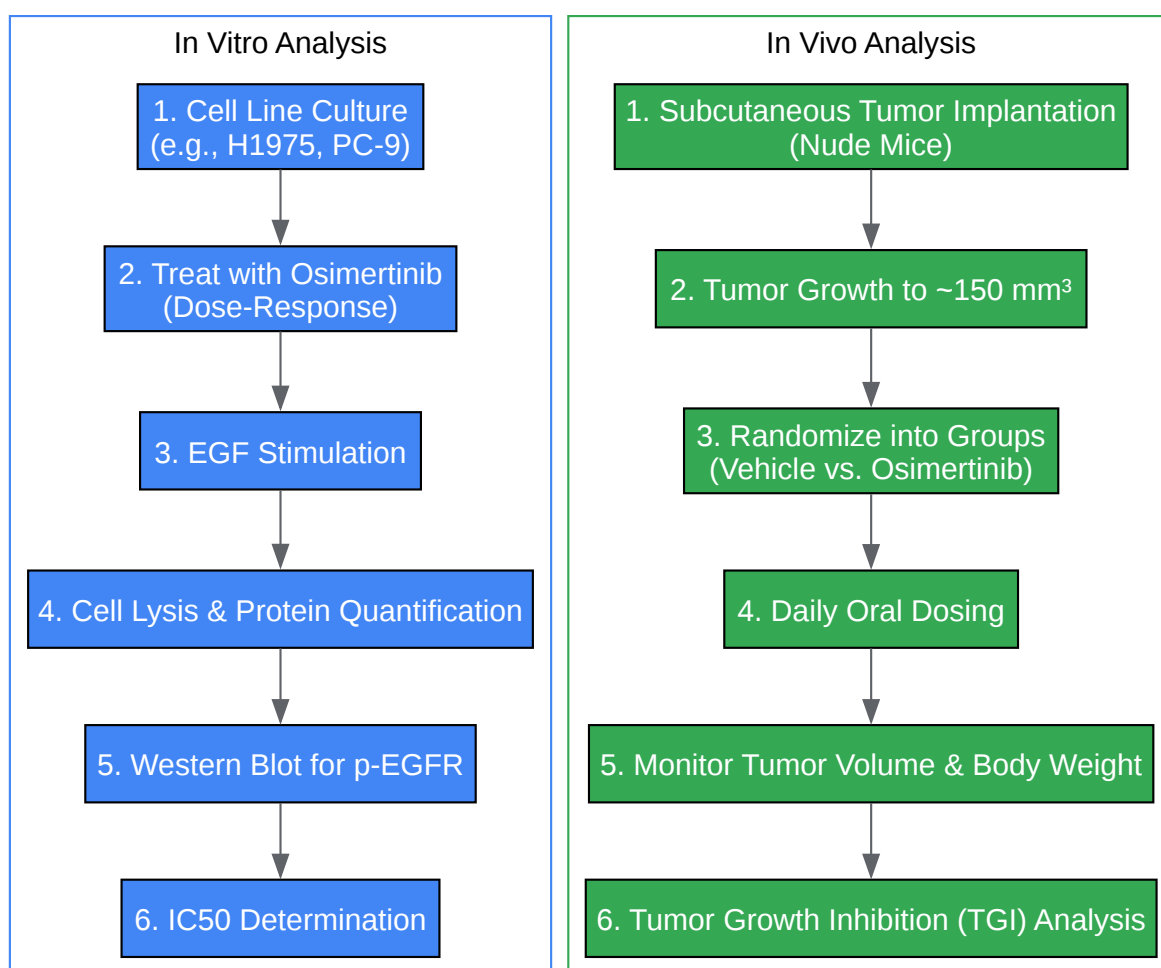 In Vitro Analysis
1. Cell Line Culture
(e.g., H1975, PC-9)
2. Treat with Osimertinib
(Dose-Response)
3. EGF Stimulation
4. Cell Lysis & Protein Quantification
5. Western Blot for p-EGFR
6. IC50 Determination
In Vivo Analysis
1. Subcutaneous Tumor Implantation
(Nude Mice)
2. Tumor Growth to ~150 mm³
3. Randomize into Groups
(Vehicle vs. Osimertinib)
4. Daily Oral Dosing
5. Monitor Tumor Volume & Body Weight
6. Tumor Growth Inhibition (TGI) Analysis